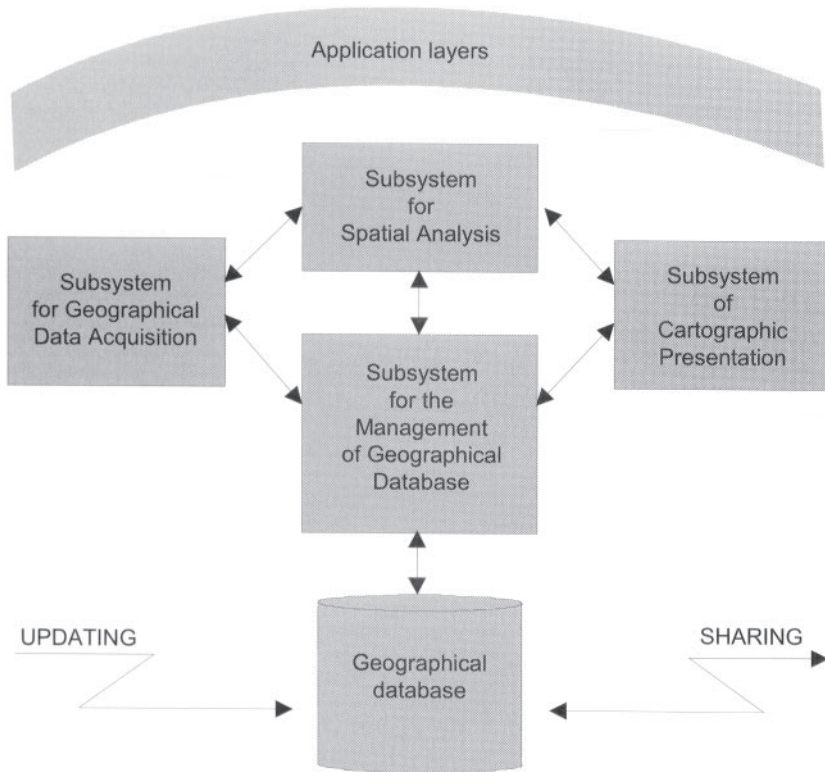 Application layers
Subsystem
for
Spatial Analysis
Subsystem
for Geographical
Data Acquisition
Subsystem
of
Cartographic
Presentation
Subsystem
for the
Management
of Geographical
Database
UPDATING
SHARING
Geographical
database